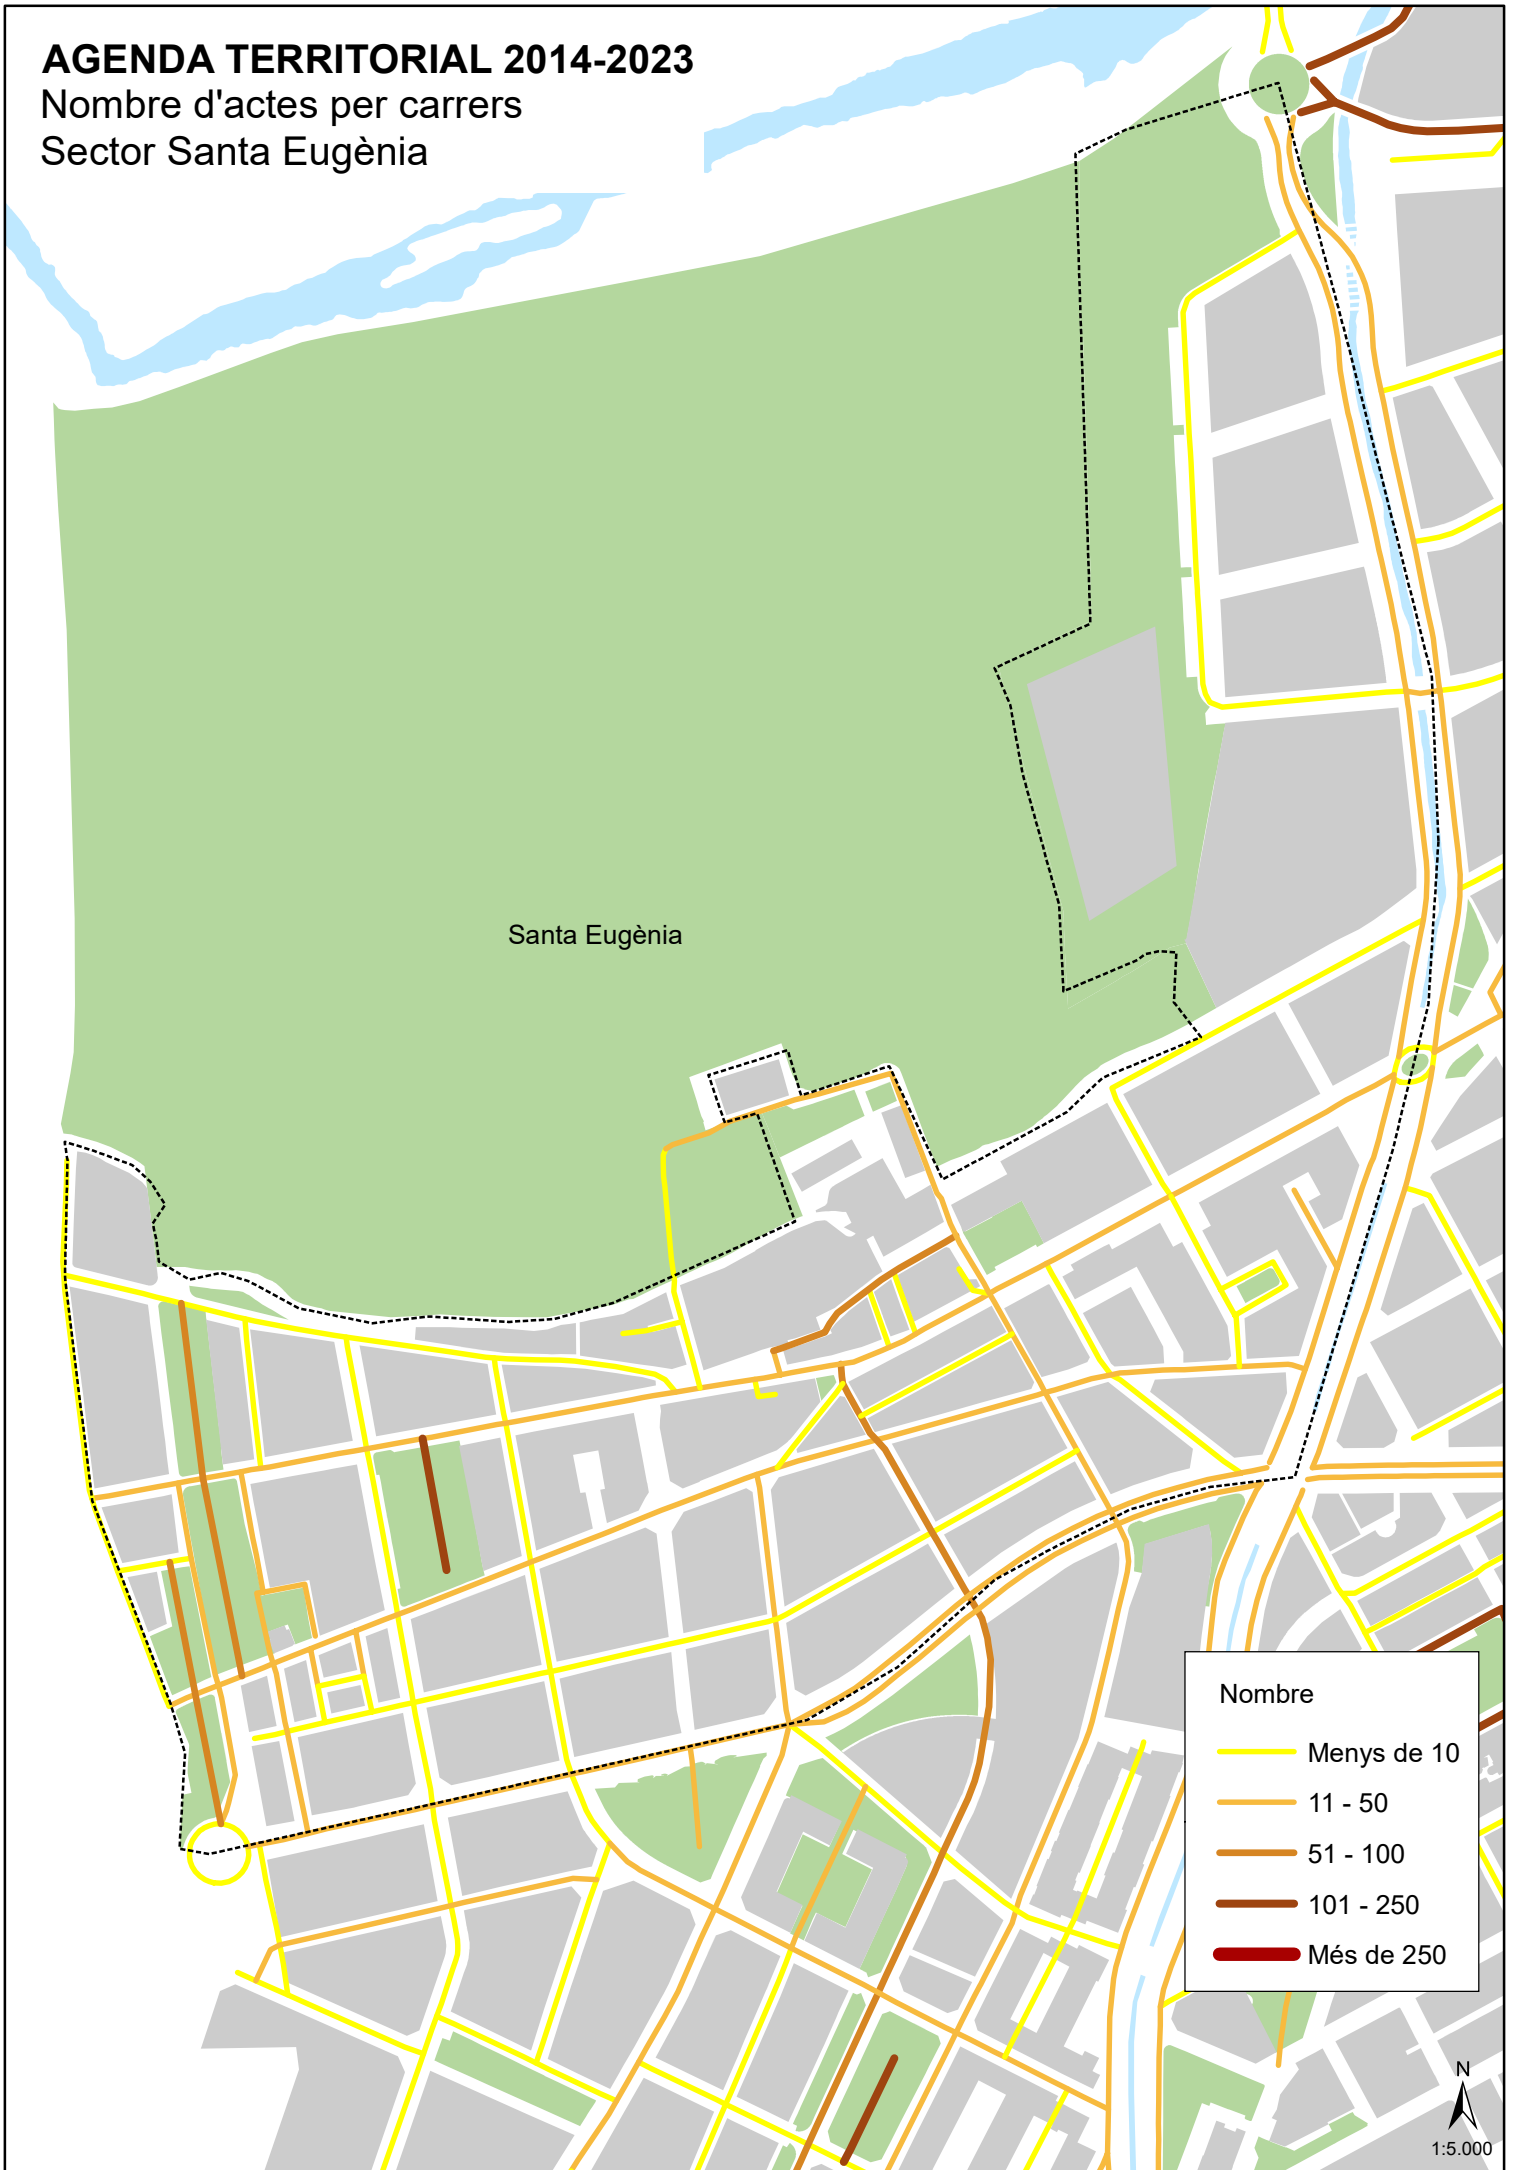 AGENDA TERRITORIAL 2014-2023
Nombre d'actes per carrers
Sector Santa Eugènia
Santa Eugènia
Nombre
Menys de 10
11 - 50
51 - 100
101 - 250
Més de 250
N
1:5.000